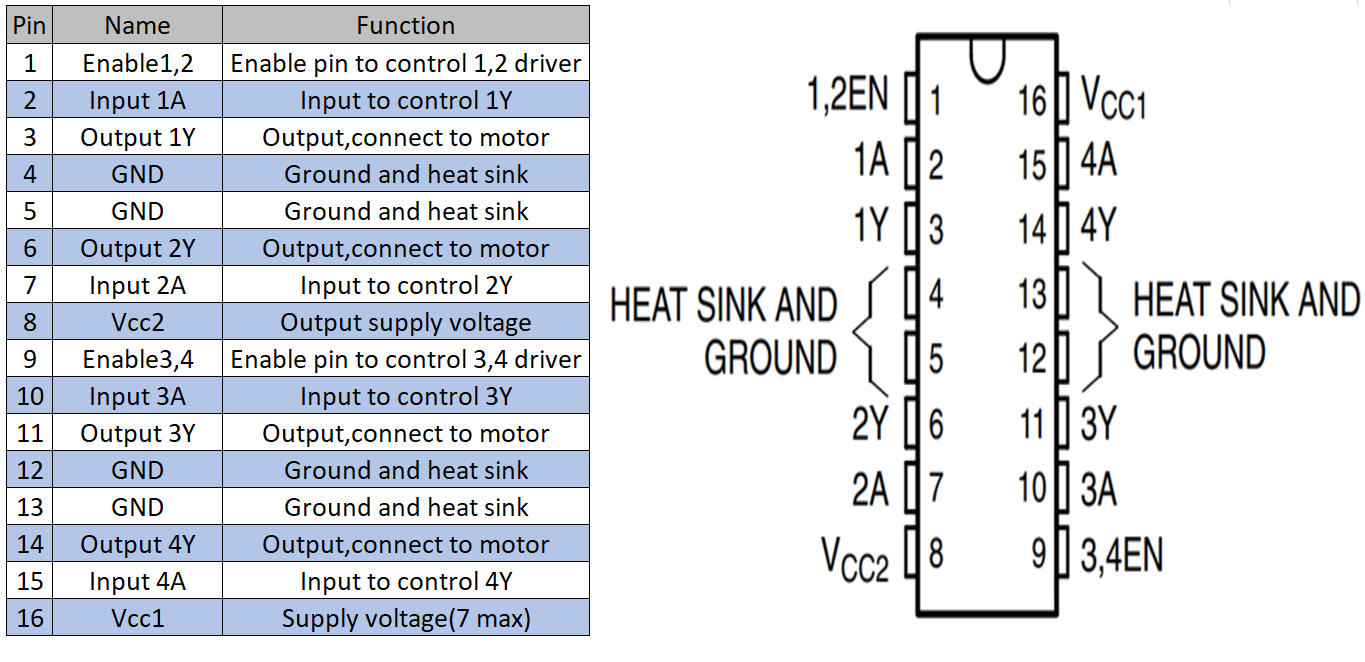 Pin Name Function
1 Enable1,2 Enable pin to control 1,2 driver
2 Input 1A Input to control 1Y
3 Output 1Y Output,connect to motor
4 GND Ground and heat sink
5 GND Ground and heat sink
6 Output 2Y Output,connect to motor
7 Input 2A Input to control 2Y
8 Vcc2 Output supply voltage
9 Enable3,4 Enable pin to control 3,4 driver
10 Input 3A Input to control 3Y
11 Output 3Y Output,connect to motor
12 GND Ground and heat sink
13 GND Ground and heat sink
14 Output 4Y Output,connect to motor
15 Input 4A Input to control 4Y
16 Vcc1 Supply voltage(7 max)
1,2EN 1 16 VCC1
1A 2 15 4A
1Y 3 14 4Y
HEAT SINK AND 4 13 HEAT SINK AND
GROUND 5 12 GROUND
2Y 6 11 3Y
2A 7 10 3A
VCC2 8 9 3,4EN